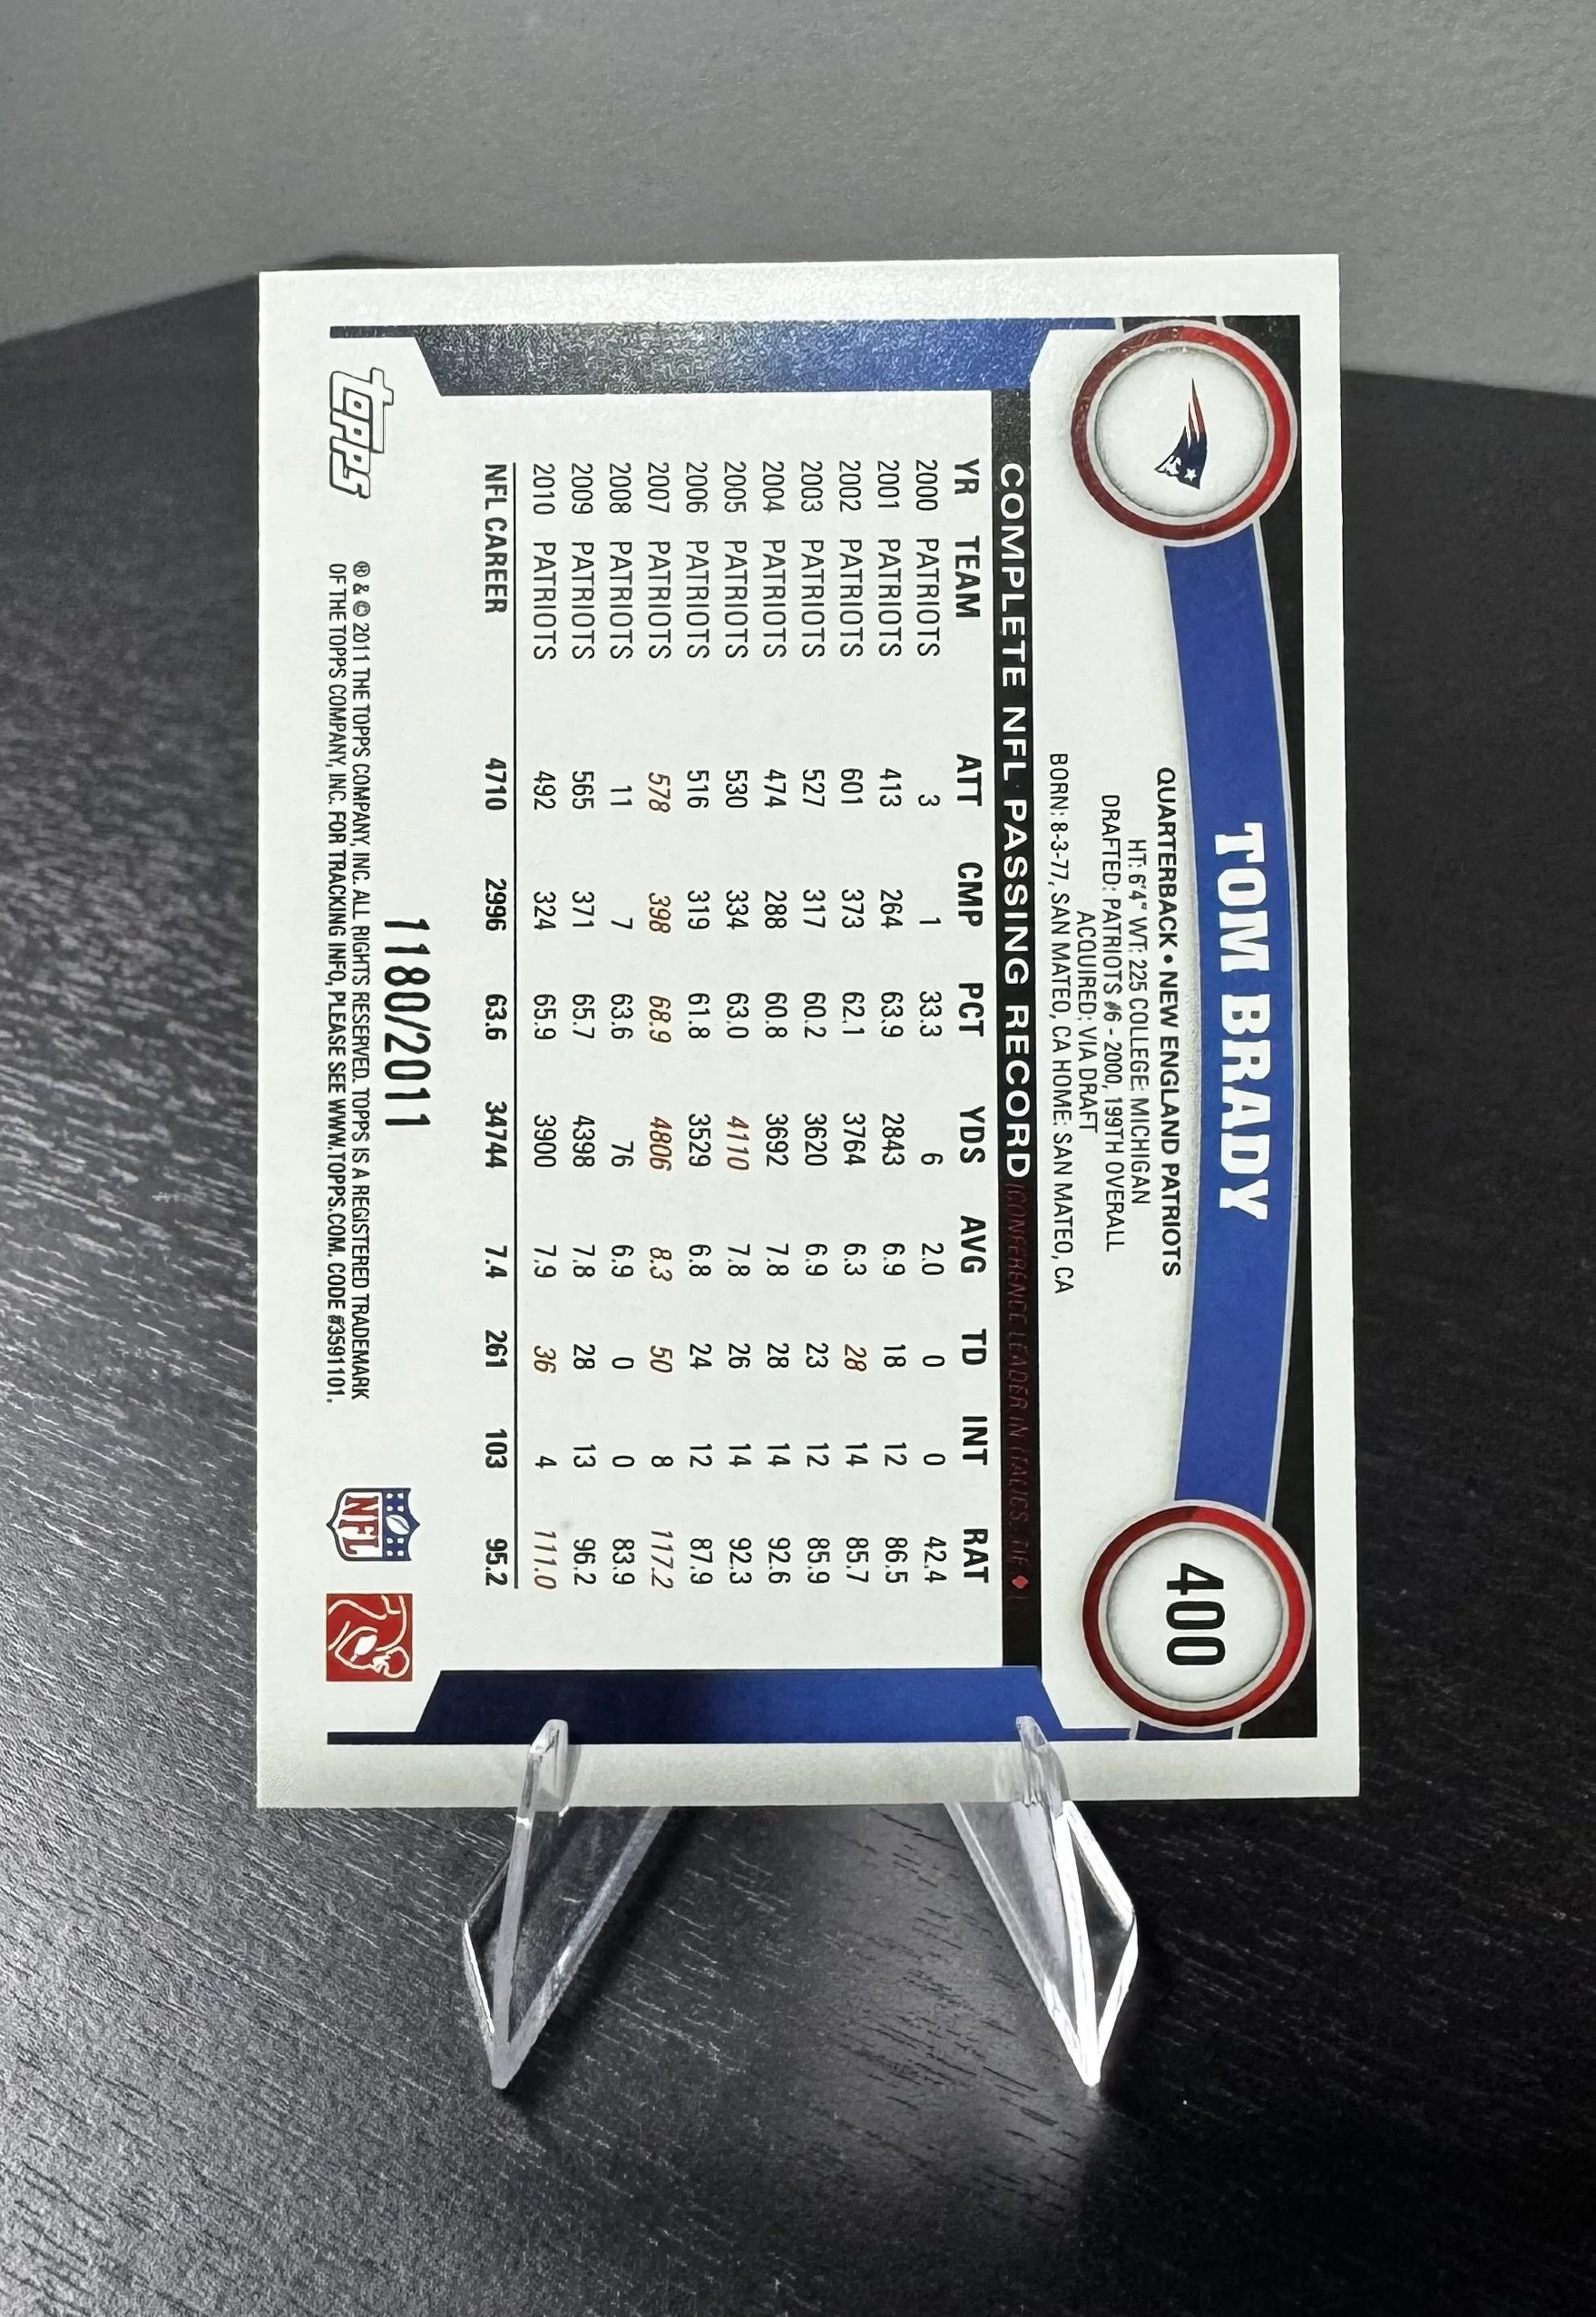 TOM BRADY
400
QUARTERBACK • NEW ENGLAND PATRIOTS
HT: 6'4" WT: 225 COLLEGE: MICHIGAN
DRAFTED: PATRIOTS #6 - 2000, 199TH OVERALL
ACQUIRED: VIA DRAFT
BORN: 8-3-77, SAN MATEO, CA HOME: SAN MATEO, CA
COMPLETE NFL PASSING RECORD (CONFERENCE LEADER IN ITALICS, TIE ♦)
YR TEAM ATT CMP PCT YDS AVG TD INT RAT
2000 PATRIOTS 3 1 33.3 6 2.0 0 0 42.4
2001 PATRIOTS 413 264 63.9 2843 6.9 18 12 86.5
2002 PATRIOTS 601 373 62.1 3764 6.3 28 14 85.7
2003 PATRIOTS 527 317 60.2 3620 6.9 23 12 85.9
2004 PATRIOTS 474 288 60.8 3692 7.8 28 14 92.6
2005 PATRIOTS 530 334 63.0 4110 7.8 26 14 92.3
2006 PATRIOTS 516 319 61.8 3529 6.8 24 12 87.9
2007 PATRIOTS 578 398 68.9 4806 8.3 50 8 117.2
2008 PATRIOTS 11 7 63.6 76 6.9 0 0 83.9
2009 PATRIOTS 565 371 65.7 4398 7.8 28 13 96.2
2010 PATRIOTS 492 324 65.9 3900 7.9 36 4 111.0
NFL CAREER 4710 2996 63.6 34744 7.4 261 103 95.2
1180/2011
topps
® & © 2011 THE TOPPS COMPANY, INC. ALL RIGHTS RESERVED. TOPPS IS A REGISTERED TRADEMARK
OF THE TOPPS COMPANY, INC. FOR TRACKING INFO, PLEASE SEE WWW.TOPPS.COM. CODE #3591101.
NFL